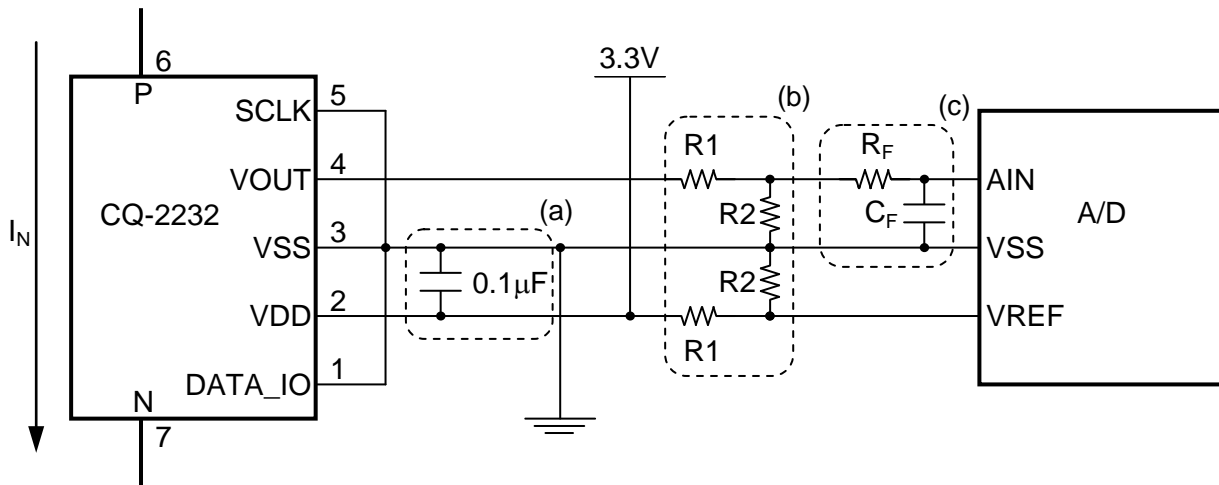 3.3V
6
P
(b)
(c)
SCLK
5
R1
RF
VOUT
4
AIN
CQ-2232
R2
CF
A/D
IN
(a)
VSS
3
VSS
0.1μF
R2
VDD
2
VREF
R1
DATA_IO
1
N
7